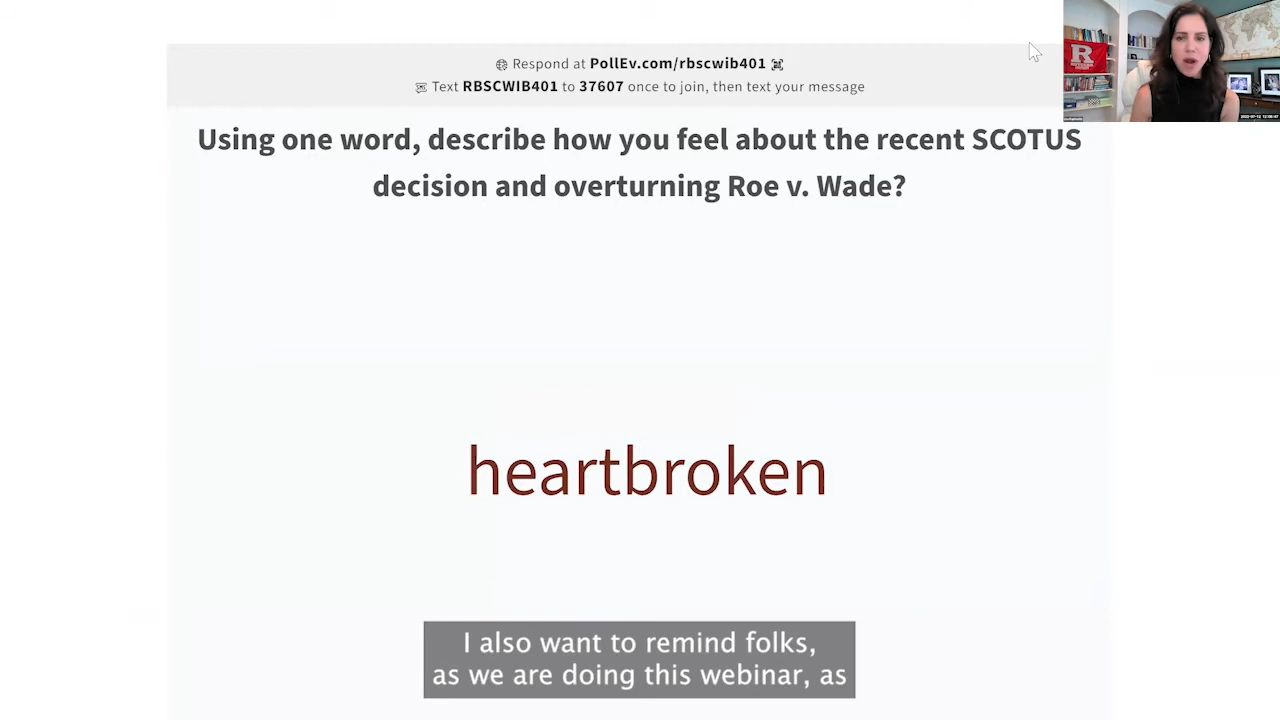 Respond at PollEv.com/rbscwib401
Text RBSCWIB401 to 37607 once to join, then text your message
Using one word, describe how you feel about the recent SCOTUS
decision and overturning Roe v. Wade?
heartbroken
I also want to remind folks,
as we are doing this webinar, as
R